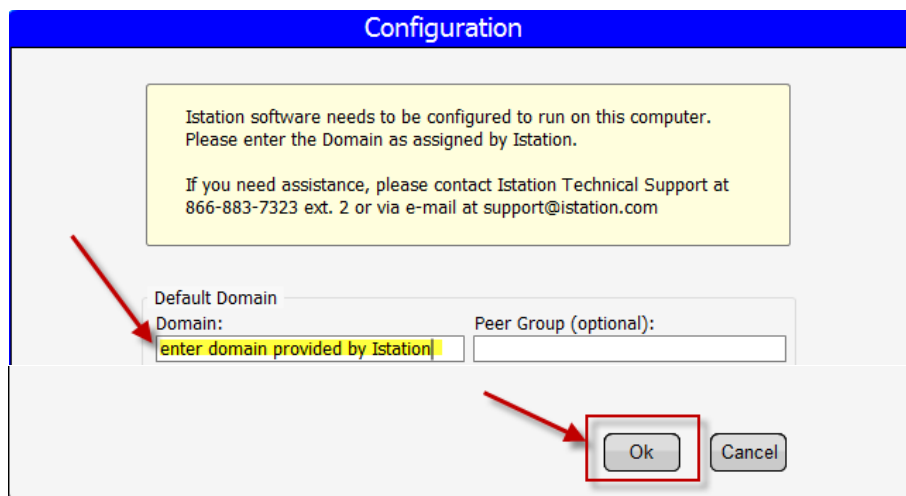 Configuration
Istation software needs to be configured to run on this computer.
Please enter the Domain as assigned by Istation.
If you need assistance, please contact Istation Technical Support at
866-883-7323 ext. 2 or via e-mail at support@istation.com
Default Domain
Domain:
Peer Group (optional):
enter domain provided by Istation
Ok
Cancel